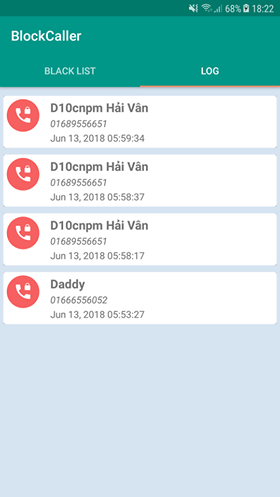 68% 18:22
BlockCaller
BLACK LIST LOG
D10cnpm Hải Vân
01689556651
Jun 13, 2018 05:59:34
D10cnpm Hải Vân
01689556651
Jun 13, 2018 05:58:37
D10cnpm Hải Vân
01689556651
Jun 13, 2018 05:58:17
Daddy
01666556052
Jun 13, 2018 05:53:27